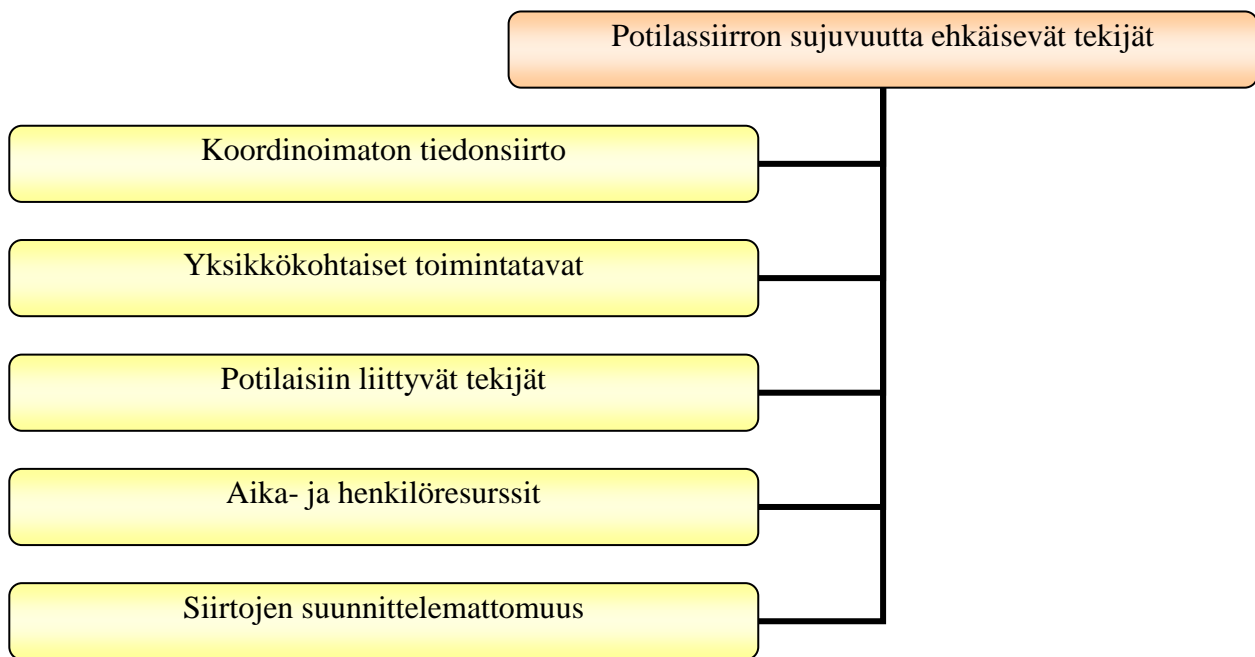 Potilassiirron sujuvuutta ehkäisevät tekijät
Koordinoimaton tiedonsiirto
Yksikkökohtaiset toimintatavat
Potilaisiin liittyvät tekijät
Aika- ja henkilöresurssit
Siirtojen suunnittelemattomuus